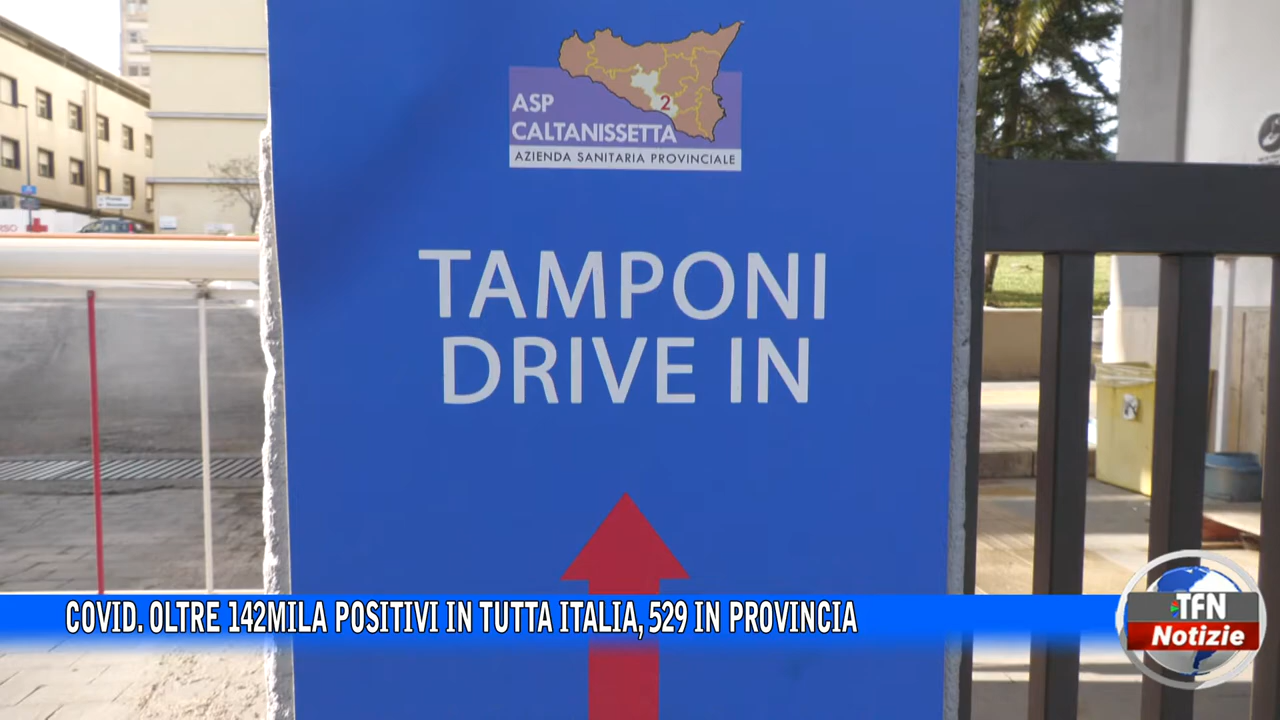 ASP
2
CALTANISSETTA
AZIENDA SANITARIA PROVINCIALE
TAMPONI
DRIVE IN
COVID. OLTRE 142MILA POSITIVI IN TUTTA ITALIA, 529 IN PROVINCIA
TFN
Notizie